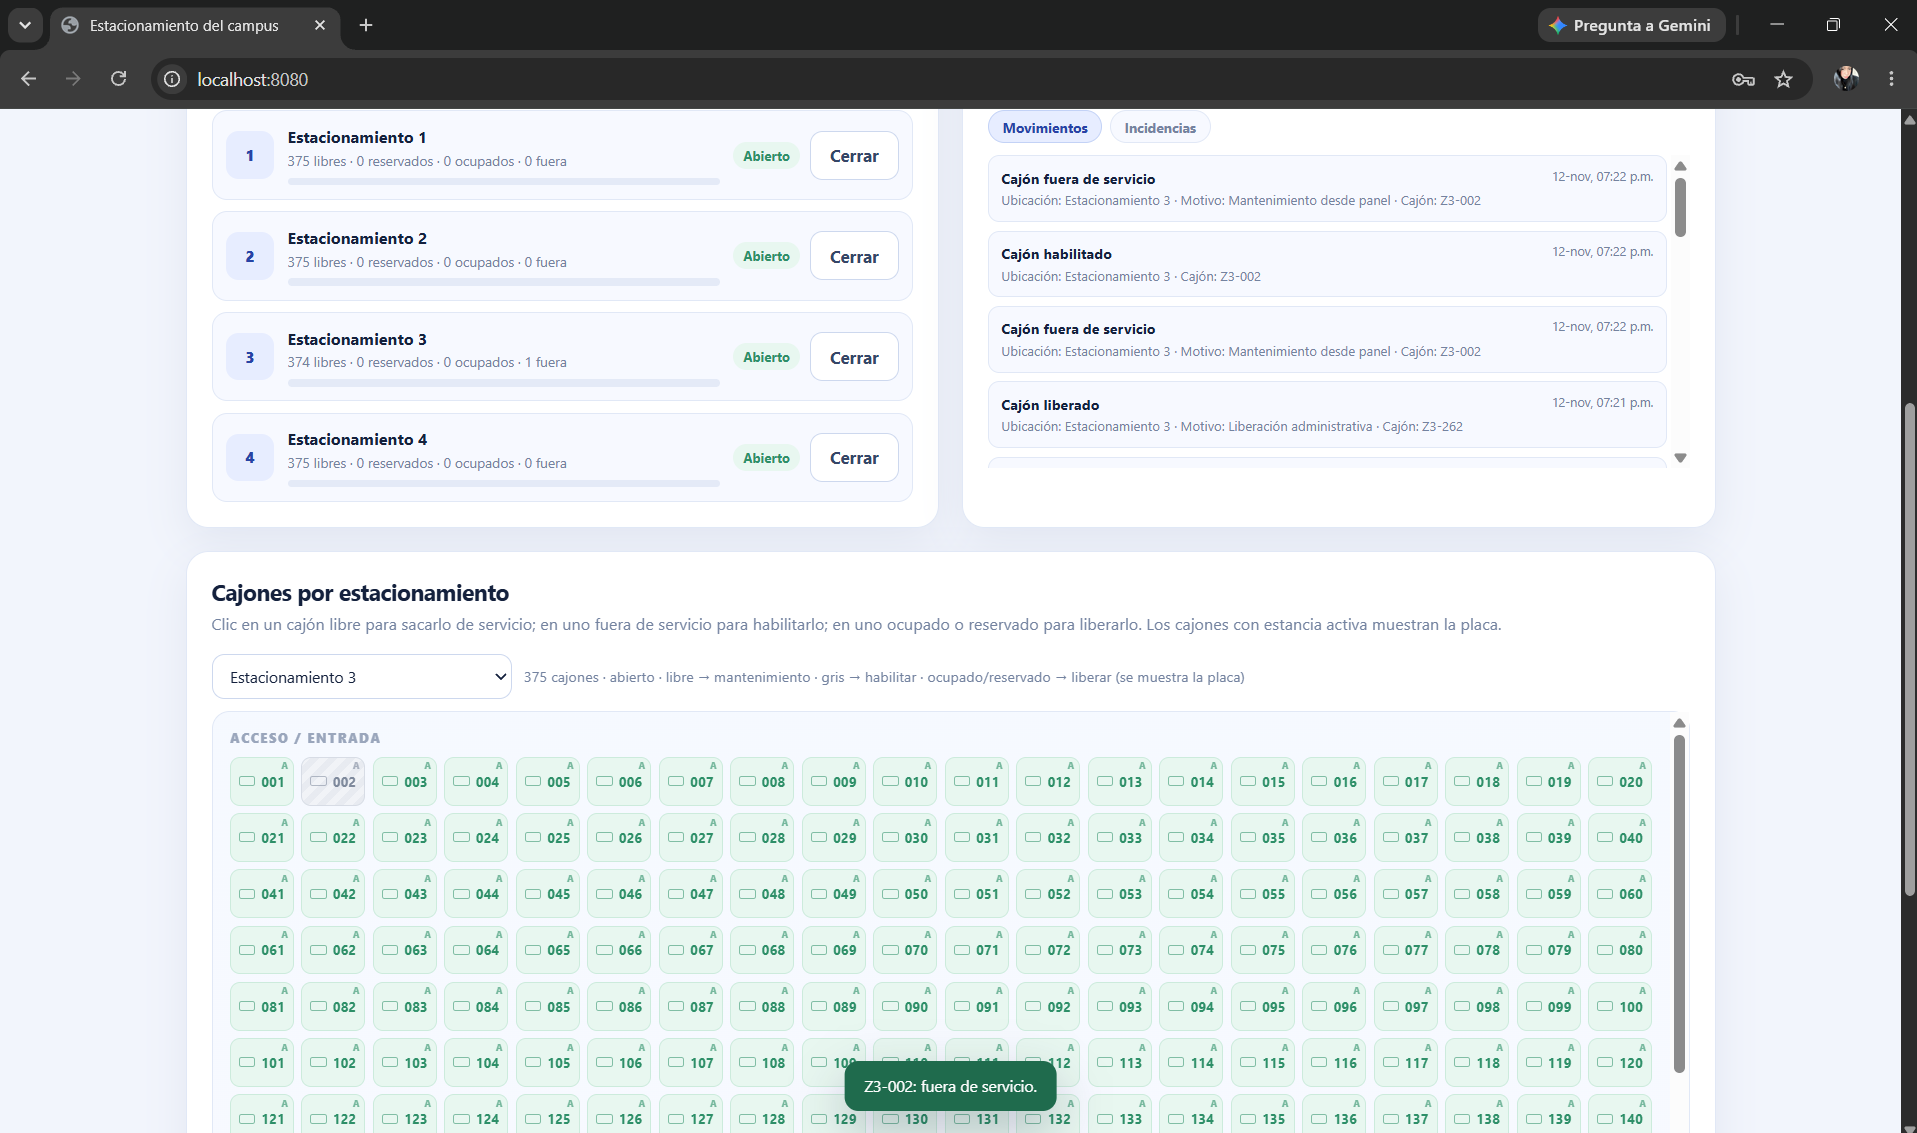 Estacionamiento del campus
Pregunta a Gemini
localhost:8080
1
Estacionamiento 1
375 libres · 0 reservados · 0 ocupados · 0 fuera
Abierto
Cerrar
2
Estacionamiento 2
375 libres · 0 reservados · 0 ocupados · 0 fuera
Abierto
Cerrar
3
Estacionamiento 3
374 libres · 0 reservados · 0 ocupados · 1 fuera
Abierto
Cerrar
4
Estacionamiento 4
375 libres · 0 reservados · 0 ocupados · 0 fuera
Abierto
Cerrar
Movimientos
Incidencias
Cajón fuera de servicio
12-nov, 07:22 p.m.
Ubicación: Estacionamiento 3 · Motivo: Mantenimiento desde panel · Cajón: Z3-002
Cajón habilitado
12-nov, 07:22 p.m.
Ubicación: Estacionamiento 3 · Cajón: Z3-002
Cajón fuera de servicio
12-nov, 07:22 p.m.
Ubicación: Estacionamiento 3 · Motivo: Mantenimiento desde panel · Cajón: Z3-002
Cajón liberado
12-nov, 07:21 p.m.
Ubicación: Estacionamiento 3 · Motivo: Liberación administrativa · Cajón: Z3-262
Cajones por estacionamiento
Clic en un cajón libre para sacarlo de servicio; en uno fuera de servicio para habilitarlo; en uno ocupado o reservado para liberarlo. Los cajones con estancia activa muestran la placa.
Estacionamiento 3
375 cajones · abierto · libre → mantenimiento · gris → habilitar · ocupado/reservado → liberar (se muestra la placa)
ACCESO / ENTRADA
A A A A A A A A A A A A A A A A A A A A
001 002 003 004 005 006 007 008 009 010 011 012 013 014 015 016 017 018 019 020
A A A A A A A A A A A A A A A A A A A A
021 022 023 024 025 026 027 028 029 030 031 032 033 034 035 036 037 038 039 040
A A A A A A A A A A A A A A A A A A A A
041 042 043 044 045 046 047 048 049 050 051 052 053 054 055 056 057 058 059 060
A A A A A A A A A A A A A A A A A A A A
061 062 063 064 065 066 067 068 069 070 071 072 073 074 075 076 077 078 079 080
A A A A A A A A A A A A A A A A A A A A
081 082 083 084 085 086 087 088 089 090 091 092 093 094 095 096 097 098 099 100
A A A A A A A A A A A A A A A A A A A A
101 102 103 104 105 106 107 108 109 110 111 112 113 114 115 116 117 118 119 120
A A A A A A A A A A A A A A A A A
121 122 123 124 125 126 127 128 129 130 131 132 133 134 135 136 137 138 139 140
Z3-002: fuera de servicio.